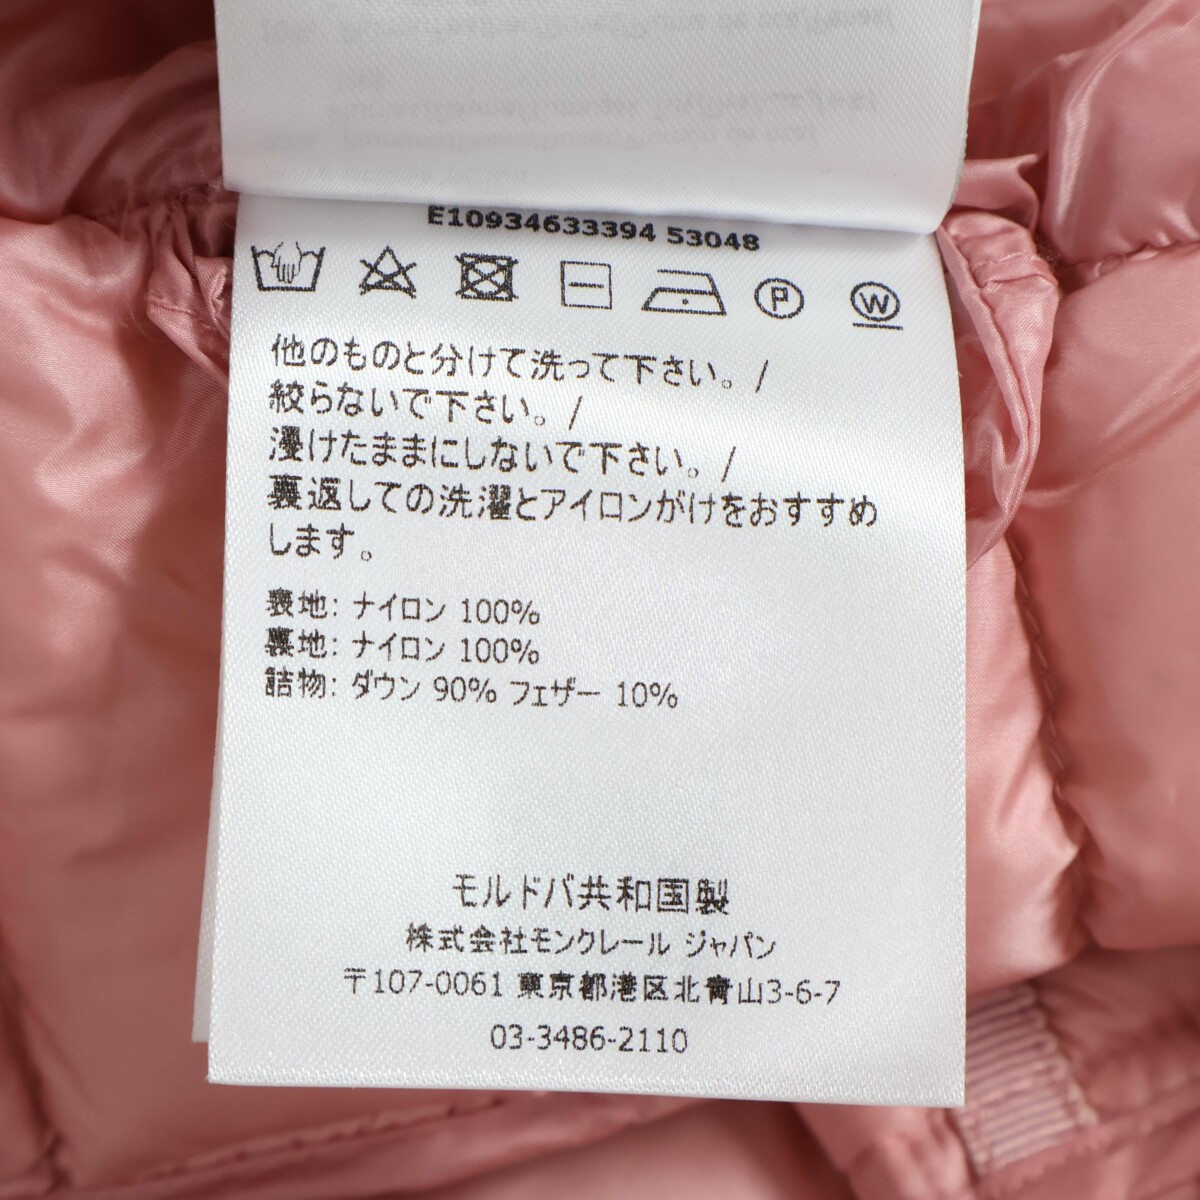 E10934633394 53048
P
W
他のものと分けて洗って下さい。/
絞らないで下さい。/
浸けたままにしないで下さい。/
裏返しての洗濯とアイロンがけをおすすめ
します。
表地: ナイロン 100%
裏地: ナイロン 100%
詰物: ダウン 90% フェザー 10%
モルドバ共和国製
株式会社モンクレール ジャパン
〒107-0061 東京都港区北青山3-6-7
03-3486-2110